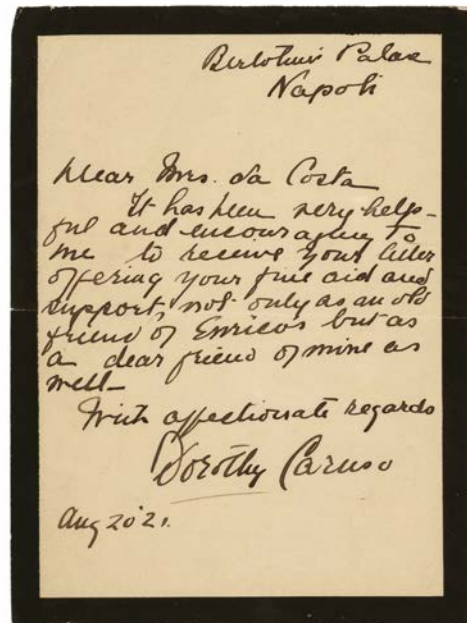 Bertolini Palace
Napoli
Dear Mrs. da Costa
It has been very help-
ful and encouraging to
me to receive your letter
offering your fine aid and
support, not only as an old
friend of Enricos but as
a dear friend of mine as
well—
With affectionate regards
Dorothy Caruso
Aug 20'21.